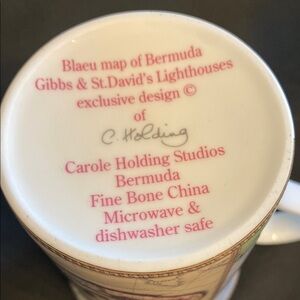 Blaeu map of Bermuda
Gibbs & St.David's Lighthouses
exclusive design ©
of
C. Holding
Carole Holding Studios
Bermuda
Fine Bone China
Microwave &
dishwasher safe